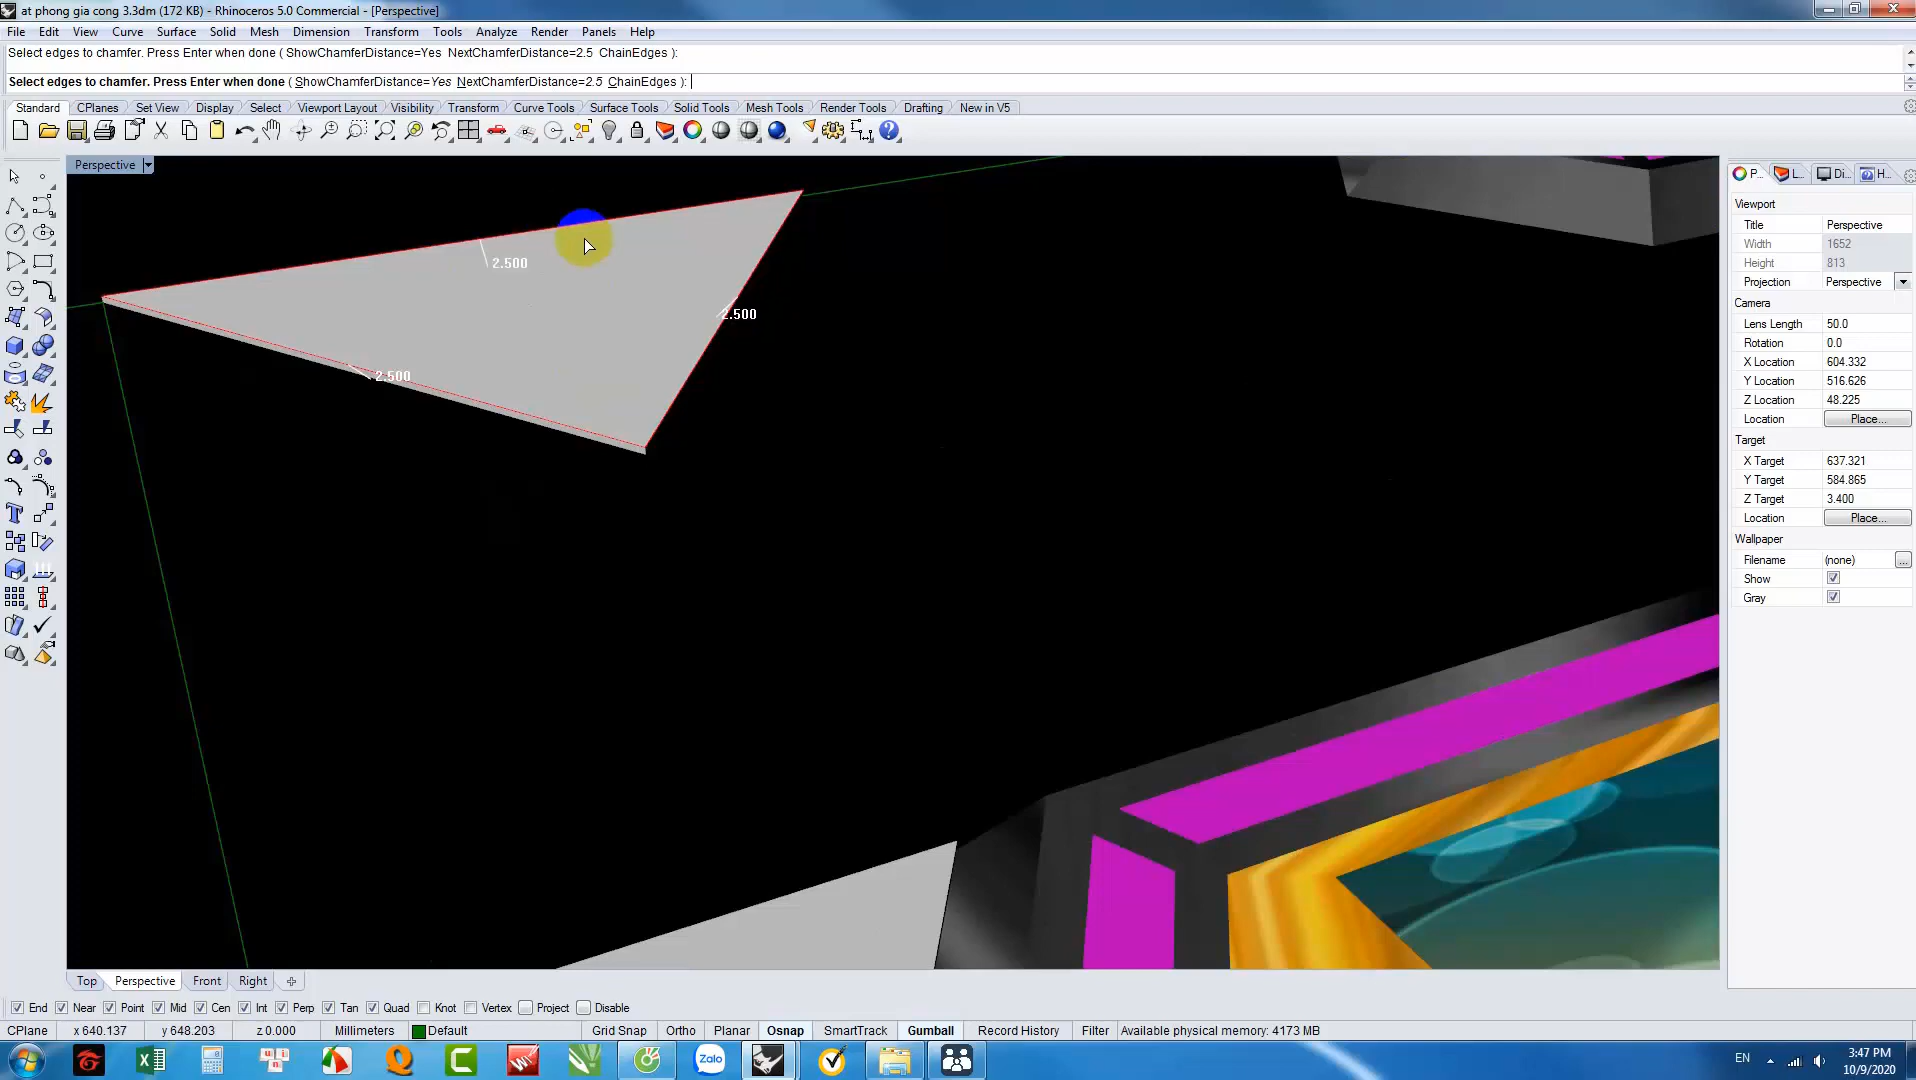 at phong gia cong 3.3dm (172 KB) - Rhinoceros 5.0 Commercial - [Perspective]
File Edit View Curve Surface Solid Mesh Dimension Transform Tools Analyze Render Panels Help
Select edges to chamfer. Press Enter when done ( ShowChamferDistance=Yes NextChamferDistance=2.5 ChainEdges ):
Select edges to chamfer. Press Enter when done ( ShowChamferDistance=Yes NextChamferDistance=2.5 ChainEdges ):
Standard CPlanes Set View Display Select Viewport Layout Visibility Transform Curve Tools Surface Tools Solid Tools Mesh Tools Render Tools Drafting New in V5
Perspective
P... L... Di... H...
Viewport
Title Perspective
Width 1652
Height 813
Projection Perspective
Camera
Lens Length 50.0
Rotation 0.0
X Location 604.332
Y Location 516.626
Z Location 48.225
Location Place...
Target
X Target 637.321
Y Target 584.865
Z Target 3.400
Location Place...
Wallpaper
Filename (none) ...
Show
Gray
2.500
2.500
2.500
Top Perspective Front Right
End Near Point Mid Cen Int Perp Tan Quad Knot Vertex Project Disable
CPlane x 640.137 y 648.203 z 0.000 Millimeters Default Grid Snap Ortho Planar Osnap SmartTrack Gumball Record History Filter Available physical memory: 4173 MB
Zalo
EN
3:47 PM
10/9/2020